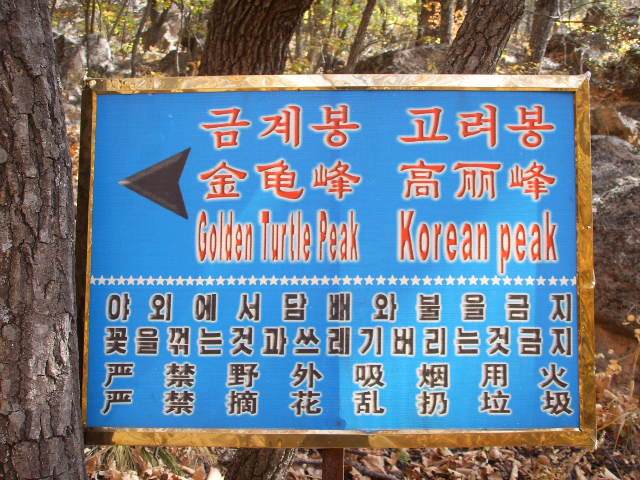 금계봉 고려봉
金龟峰 高丽峰
Golden Turtle Peak Korean peak
야외에서담배와불을금지
꽃을꺾는것과쓰레기버리는것금지
严禁野外吸烟用火
严禁摘花乱扔垃圾